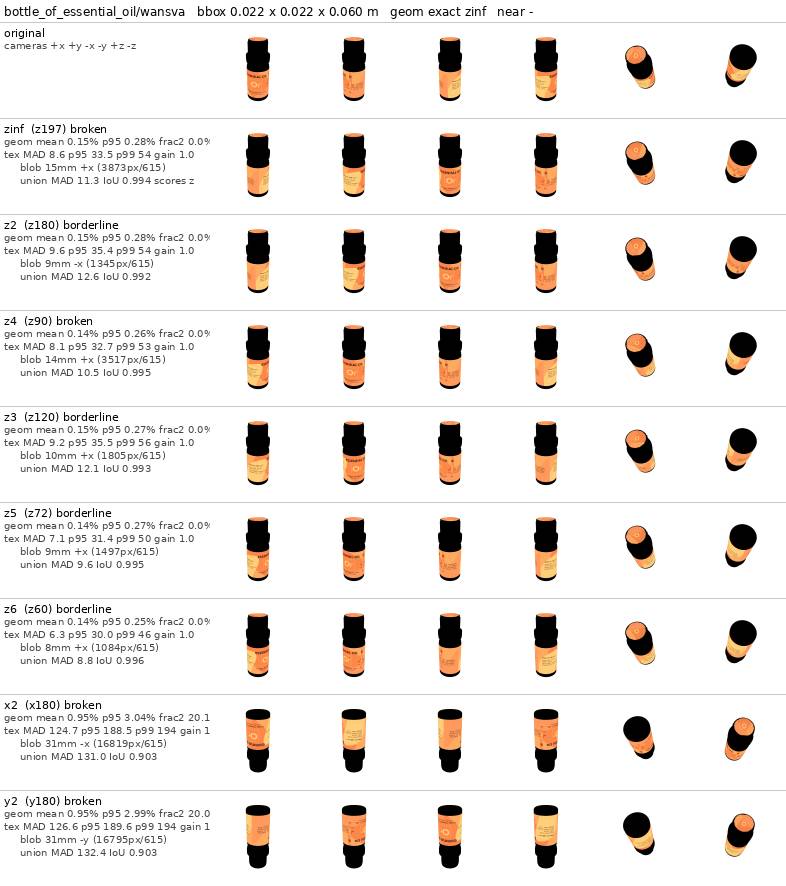 bottle_of_essential_oil/wansva bbox 0.022 x 0.022 x 0.060 m geom exact zinf near -
original
cameras +x +y -x -y +z -z
zinf (z197) broken
geom mean 0.15% p95 0.28% frac2 0.0%
tex MAD 8.6 p95 33.5 p99 54 gain 1.0
blob 15mm +x (3873px/615)
union MAD 11.3 IoU 0.994 scores z
z2 (z180) borderline
geom mean 0.15% p95 0.28% frac2 0.0%
tex MAD 9.6 p95 35.4 p99 54 gain 1.0
blob 9mm -x (1345px/615)
union MAD 12.6 IoU 0.992
z4 (z90) broken
geom mean 0.14% p95 0.26% frac2 0.0%
tex MAD 8.1 p95 32.7 p99 53 gain 1.0
blob 14mm +x (3517px/615)
union MAD 10.5 IoU 0.995
z3 (z120) borderline
geom mean 0.15% p95 0.27% frac2 0.0%
tex MAD 9.2 p95 35.5 p99 56 gain 1.0
blob 10mm +x (1805px/615)
union MAD 12.1 IoU 0.993
z5 (z72) borderline
geom mean 0.14% p95 0.27% frac2 0.0%
tex MAD 7.1 p95 31.4 p99 50 gain 1.0
blob 9mm +x (1497px/615)
union MAD 9.6 IoU 0.995
z6 (z60) borderline
geom mean 0.14% p95 0.25% frac2 0.0%
tex MAD 6.3 p95 30.0 p99 46 gain 1.0
blob 8mm +x (1084px/615)
union MAD 8.8 IoU 0.996
x2 (x180) broken
geom mean 0.95% p95 3.04% frac2 20.1
tex MAD 124.7 p95 188.5 p99 194 gain 1
blob 31mm -x (16819px/615)
union MAD 131.0 IoU 0.903
y2 (y180) broken
geom mean 0.95% p95 2.99% frac2 20.0
tex MAD 126.6 p95 189.6 p99 194 gain 1
blob 31mm -y (16795px/615)
union MAD 132.4 IoU 0.903